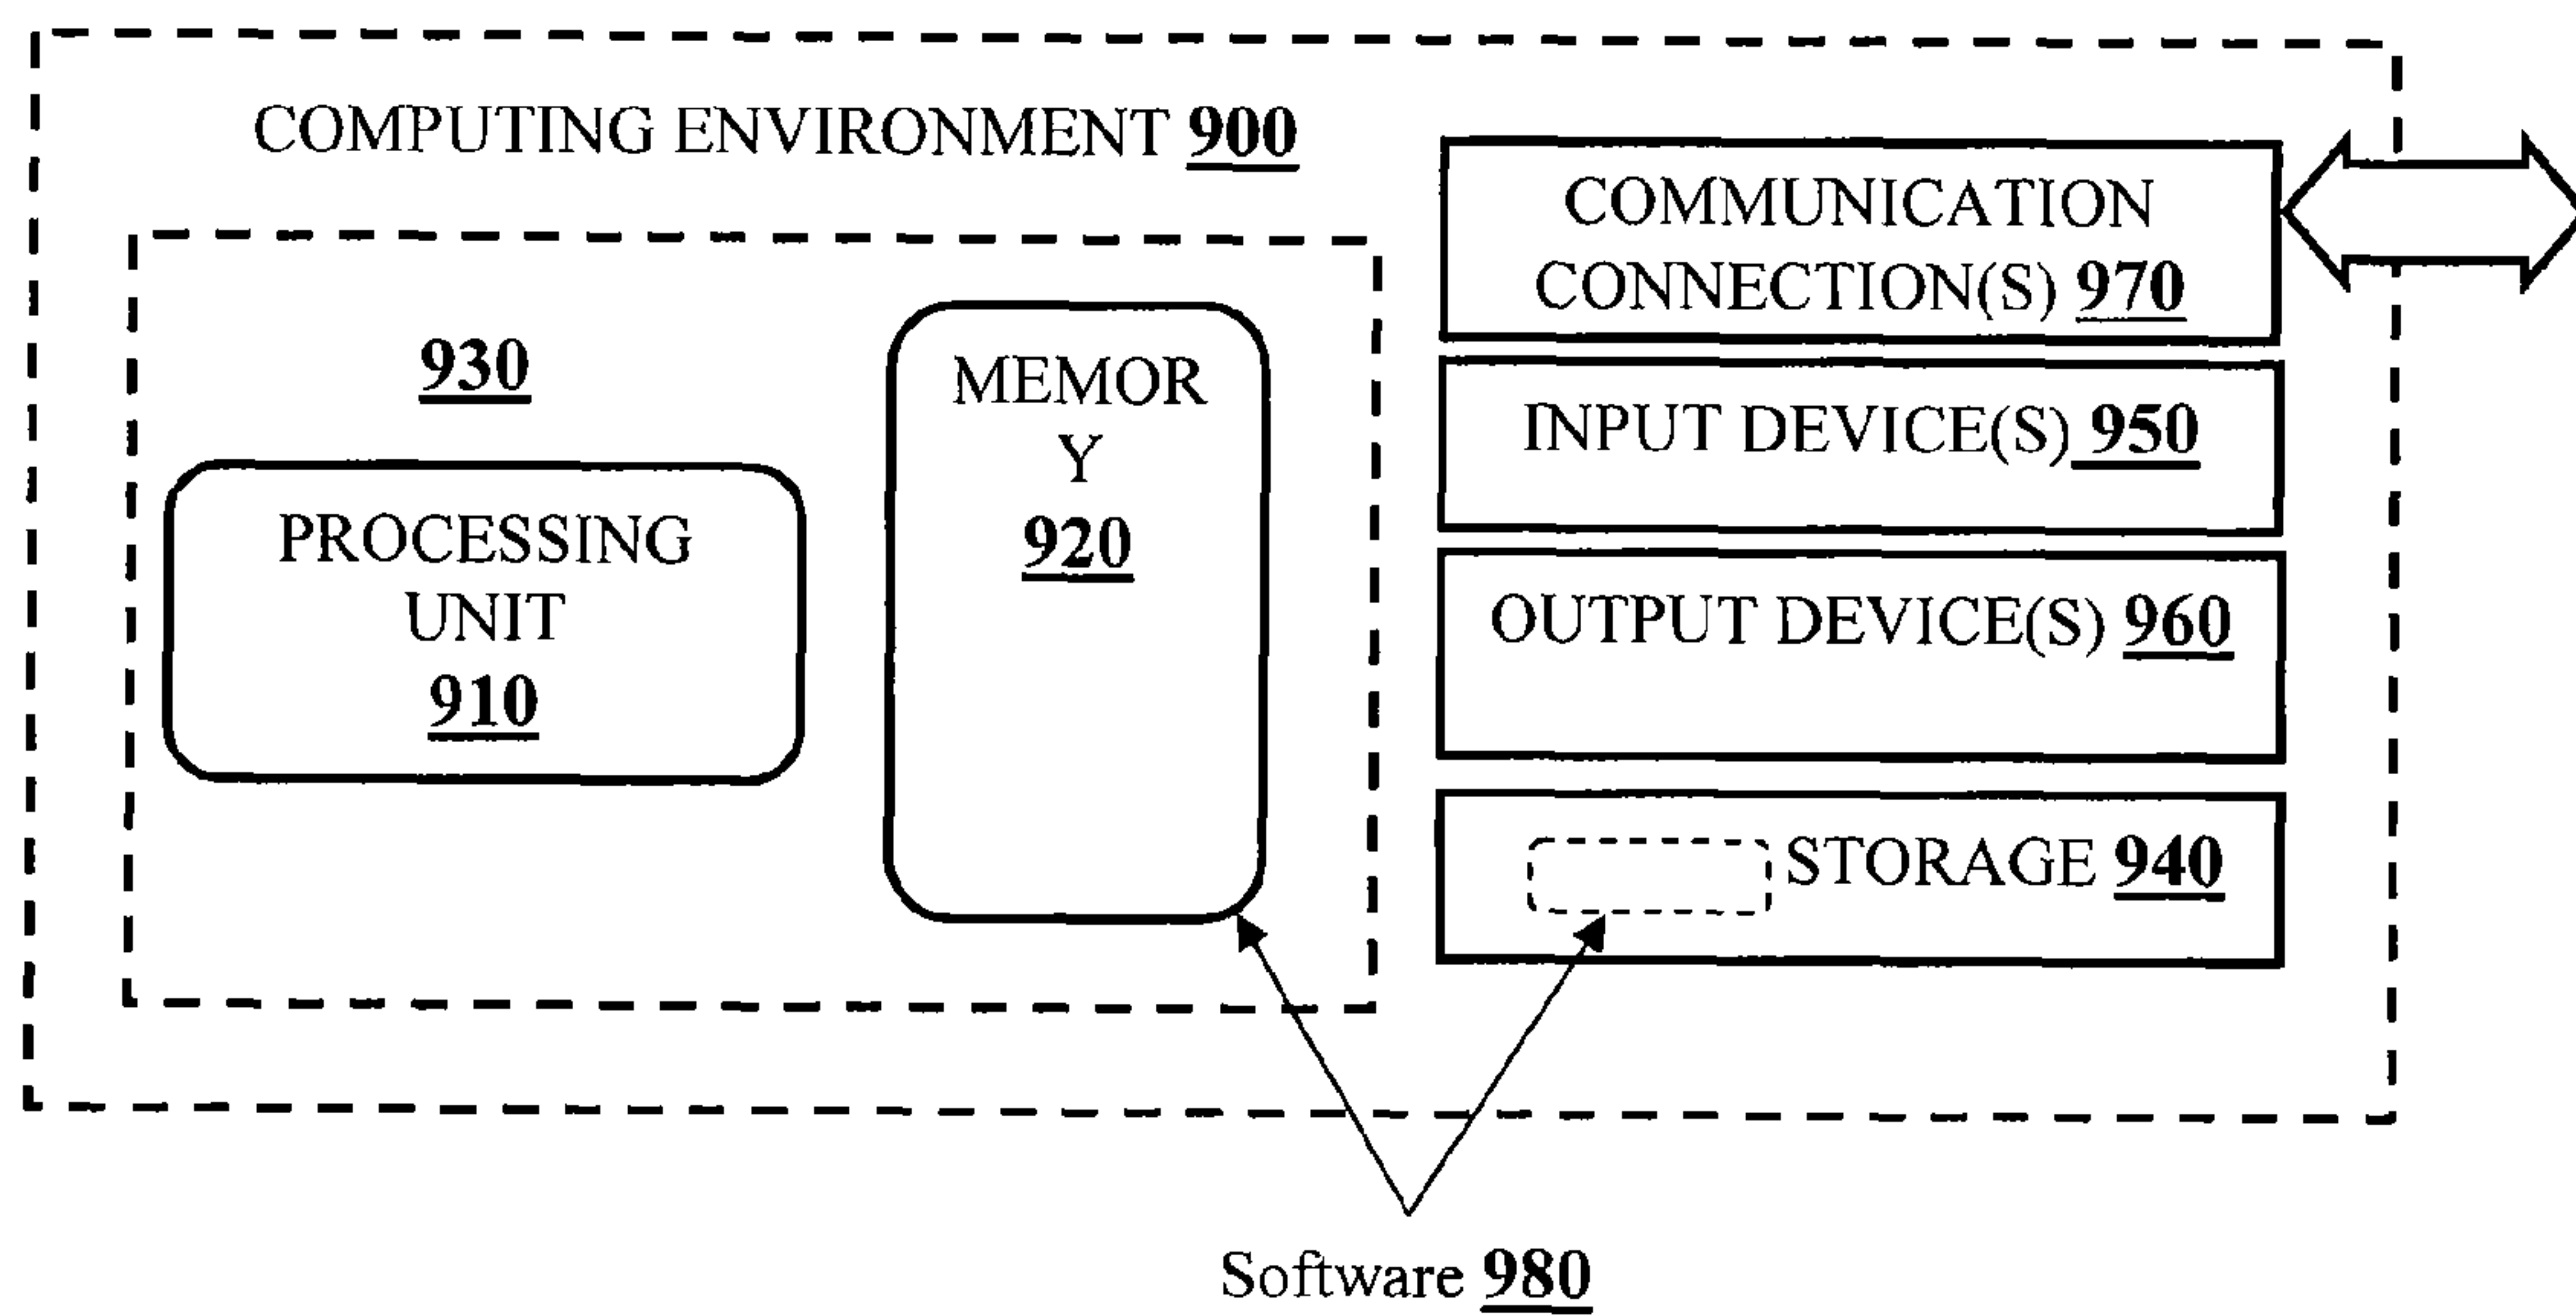 COMPUTING ENVIRONMENT 900
930
PROCESSING
UNIT
910
MEMOR
Y
920
COMMUNICATION
CONNECTION(S) 970
INPUT DEVICE(S) 950
OUTPUT DEVICE(S) 960
STORAGE 940
Software 980